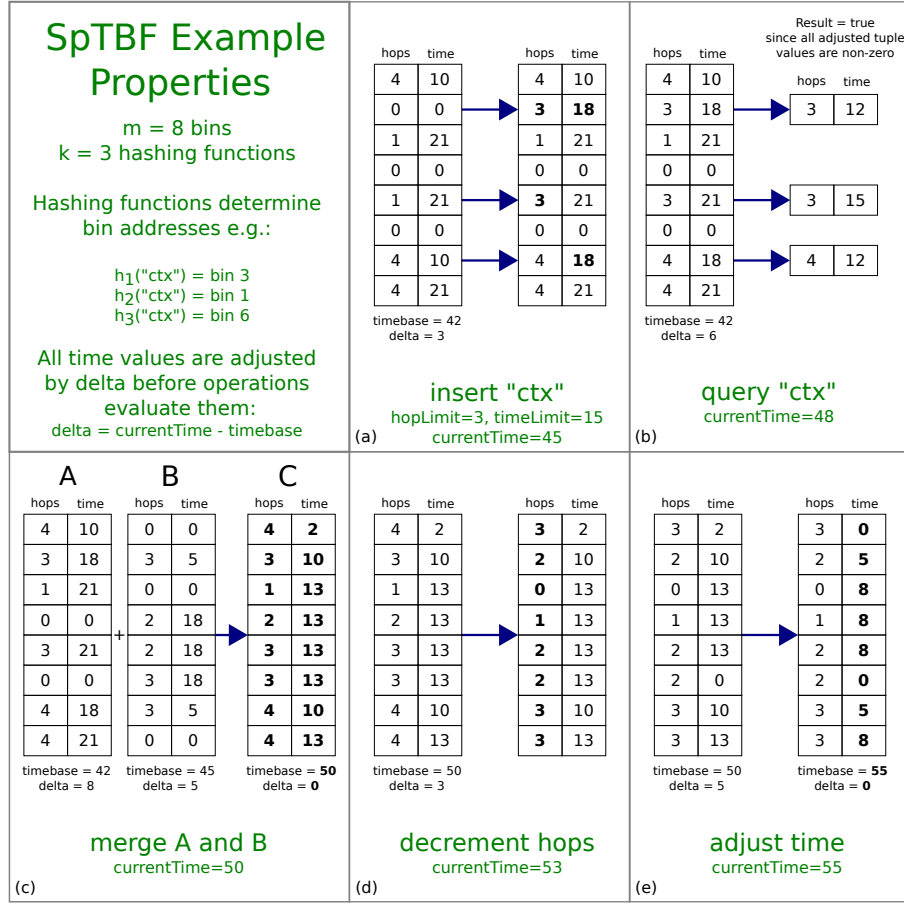 SpTBF Example
Properties
m = 8 bins
k = 3 hashing functions
Hashing functions determine
bin addresses e.g.:
h1("ctx") = bin 3
h2("ctx") = bin 1
h3("ctx") = bin 6
All time values are adjusted
by delta before operations
evaluate them:
delta = currentTime - timebase
hops time hops time
4 10 4 10
0 0 3 18
1 21 1 21
0 0 0 0
1 21 3 21
0 0 0 0
4 10 4 18
4 21 4 21
timebase = 42
delta = 3
insert "ctx"
hopLimit=3, timeLimit=15
currentTime=45
(a)
Result = true
since all adjusted tuple
values are non-zero
hops time hops time
4 10
3 18 3 12
1 21
0 0
3 21 3 15
0 0
4 18 4 12
4 21
timebase = 42
delta = 6
query "ctx"
currentTime=48
(b)
A B C
hops time hops time hops time
4 10 0 0 4 2
3 18 3 5 3 10
1 21 0 0 1 13
0 0 2 18 2 13
+
3 21 2 18 3 13
0 0 3 18 3 13
4 18 3 5 4 10
4 21 0 0 4 13
timebase = 42 timebase = 45 timebase = 50
delta = 8 delta = 5 delta = 0
merge A and B
currentTime=50
(c)
hops time hops time
4 2 3 2
3 10 2 10
1 13 0 13
2 13 1 13
3 13 2 13
3 13 2 13
4 10 3 10
4 13 3 13
timebase = 50
delta = 3
decrement hops
currentTime=53
(d)
hops time hops time
3 2 3 0
2 10 2 5
0 13 0 8
1 13 1 8
2 13 2 8
2 0 2 0
3 10 3 5
3 13 3 8
timebase = 50 timebase = 55
delta = 5 delta = 0
adjust time
currentTime=55
(e)